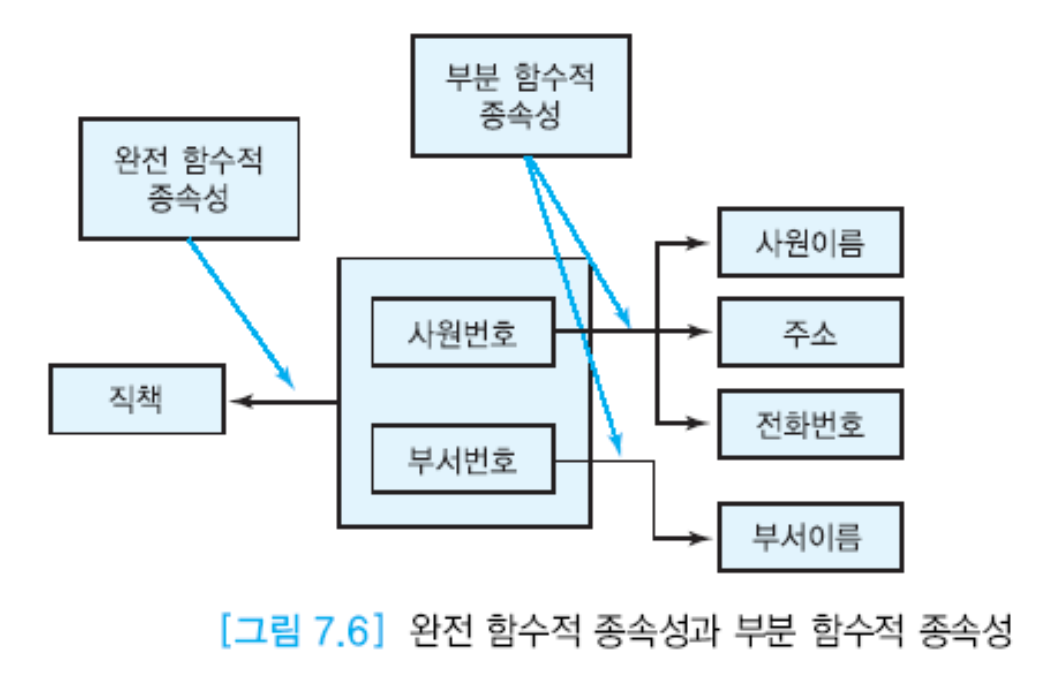 부분 함수적
종속성
완전 함수적
종속성
사원이름
사원번호
주소
직책
전화번호
부서번호
부서이름
[그림 7.6] 완전 함수적 종속성과 부분 함수적 종속성